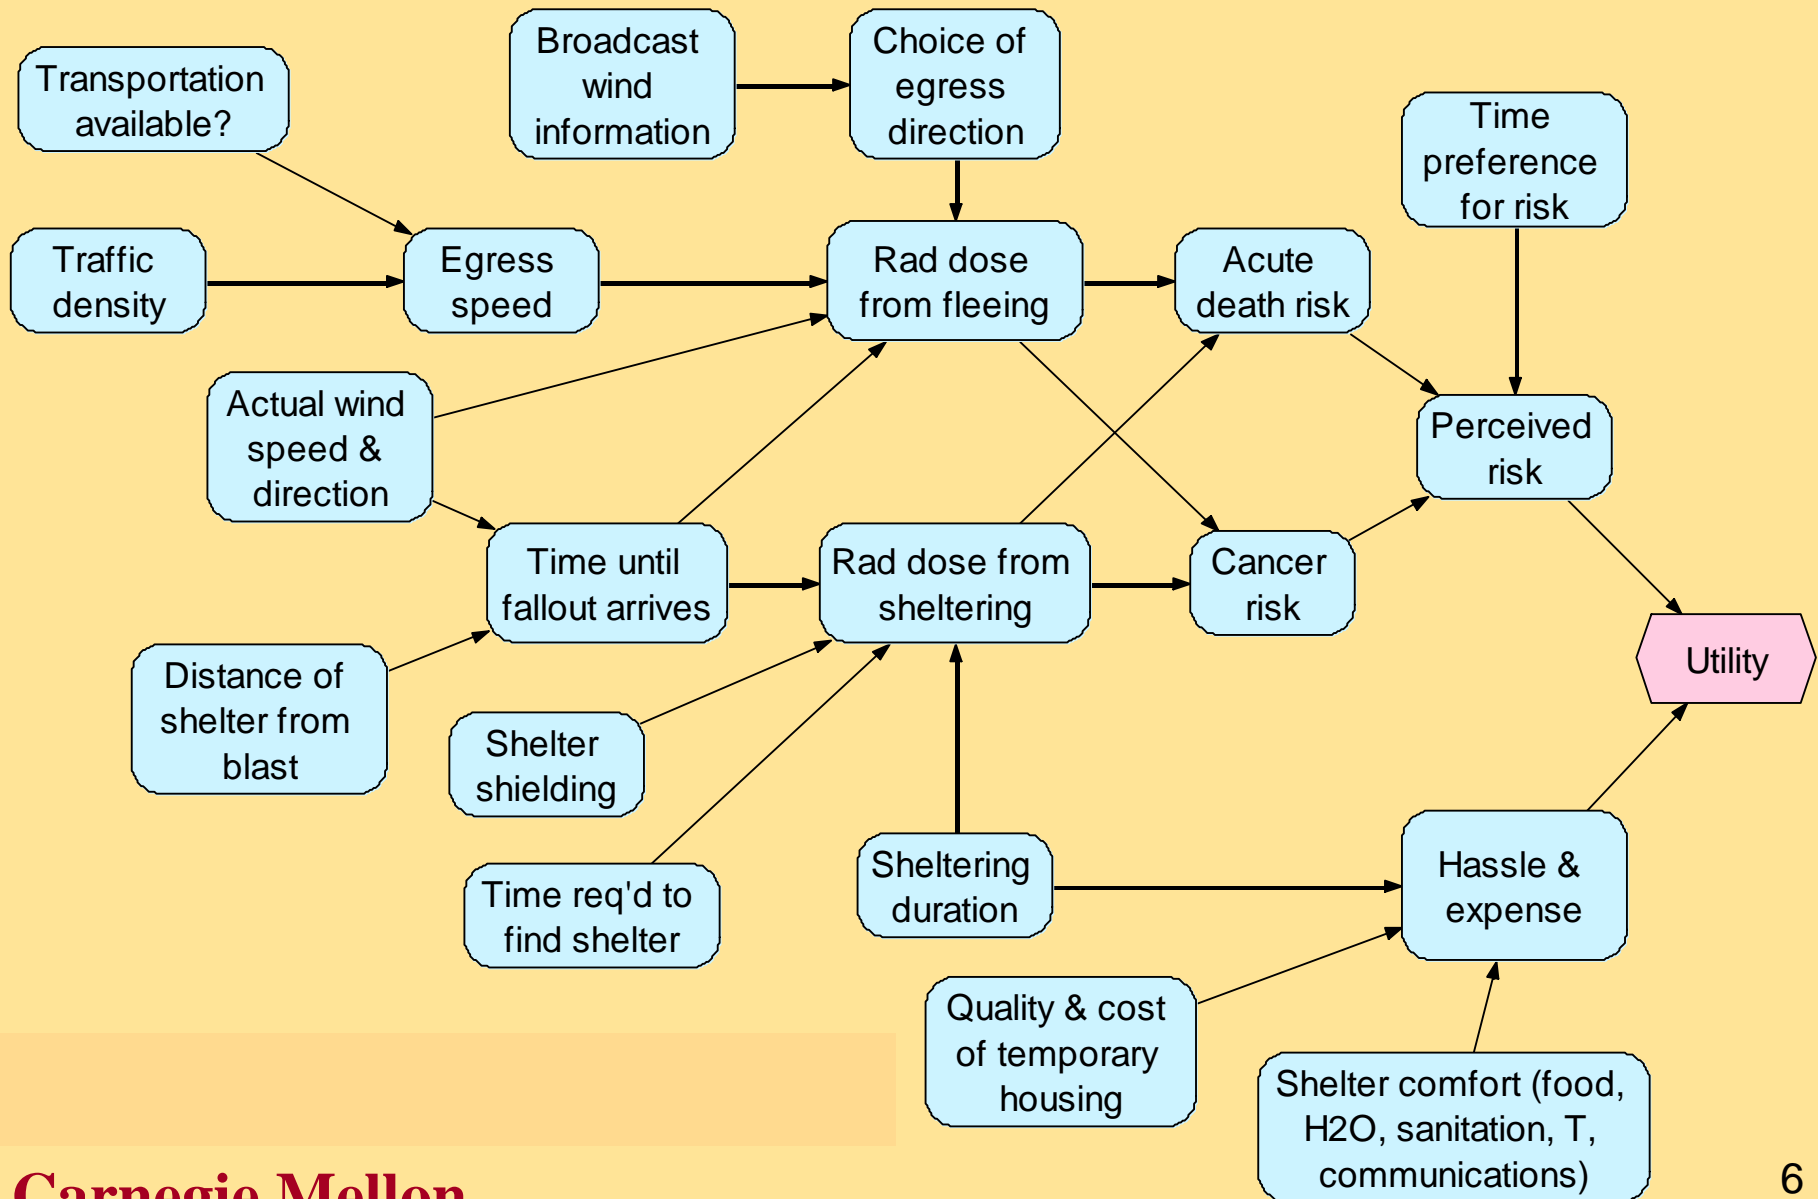 Broadcast
wind
information
Choice of
egress
direction
Transportation
available?
Time
preference
for risk
Traffic
density
Egress
speed
Rad dose
from fleeing
Acute
death risk
Actual wind
speed &
direction
Perceived
risk
Time until
fallout arrives
Rad dose from
sheltering
Cancer
risk
Utility
Distance of
shelter from
blast
Shelter
shielding
Time req'd to
find shelter
Sheltering
duration
Hassle &
expense
Quality & cost
of temporary
housing
Shelter comfort (food,
H2O, sanitation, T,
communications)
Carnegie Mellon
6